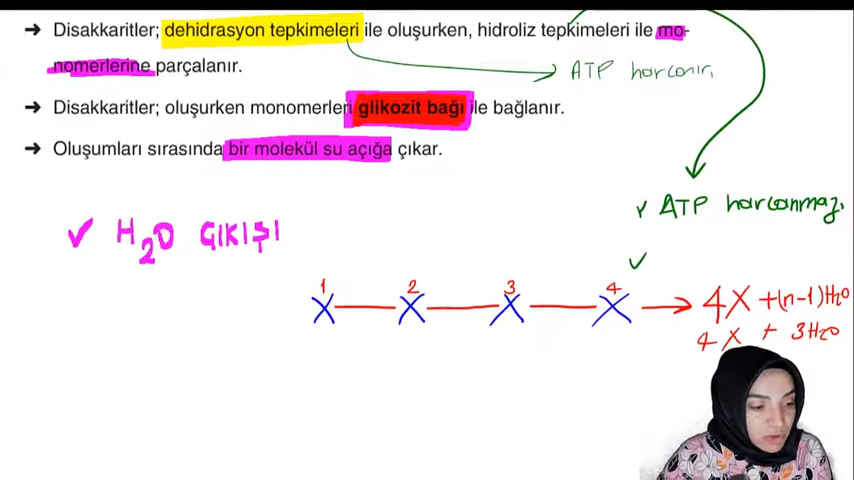 → Disakkaritler; dehidrasyon tepkimeleri ile oluşurken, hidroliz tepkimeleri ile mo-
nomerlerine parçalanır.
ATP harcanır.
→ Disakkaritler; oluşurken monomerleri glikozit bağı ile bağlanır.
→ Oluşumları sırasında bir molekül su açığa çıkar.
✓ ATP harcanmaz.
✓ H₂O ÇIKIŞI
✓
1 2 3 4
X — X — X — X → 4X + (n-1)H₂O
4X + 3H₂O